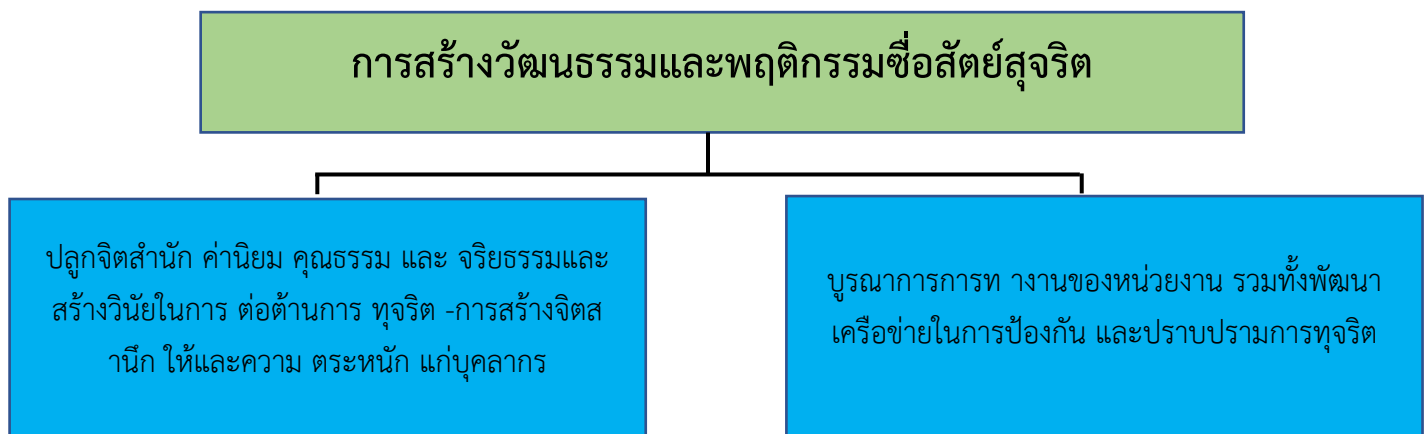 การสร้างวัฒนธรรมและพฤติกรรมซื่อสัตย์สุจริต
ปลูกจิตสำนัก ค่านิยม คุณธรรม และ จริยธรรมและ
สร้างวินัยในการ ต่อต้านการ ทุจริต -การสร้างจิตส
านึก ให้และความ ตระหนัก แก่บุคลากร
บูรณาการการท างานของหน่วยงาน รวมทั้งพัฒนา
เครือข่ายในการป้องกัน และปราบปรามการทุจริต